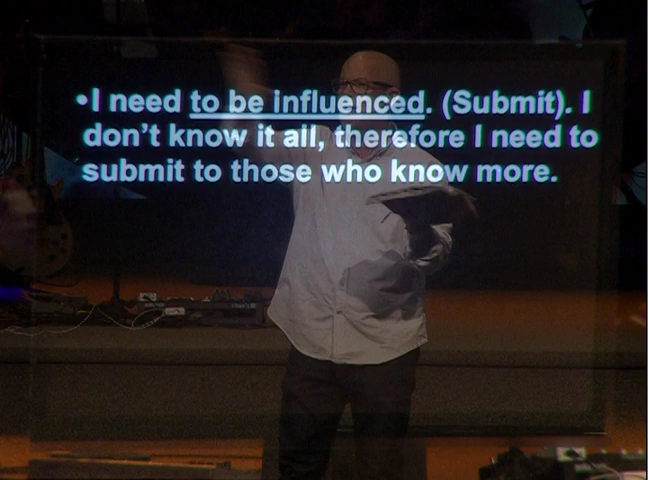 •I need to be influenced. (Submit). I
don't know it all, therefore I need to
submit to those who know more.